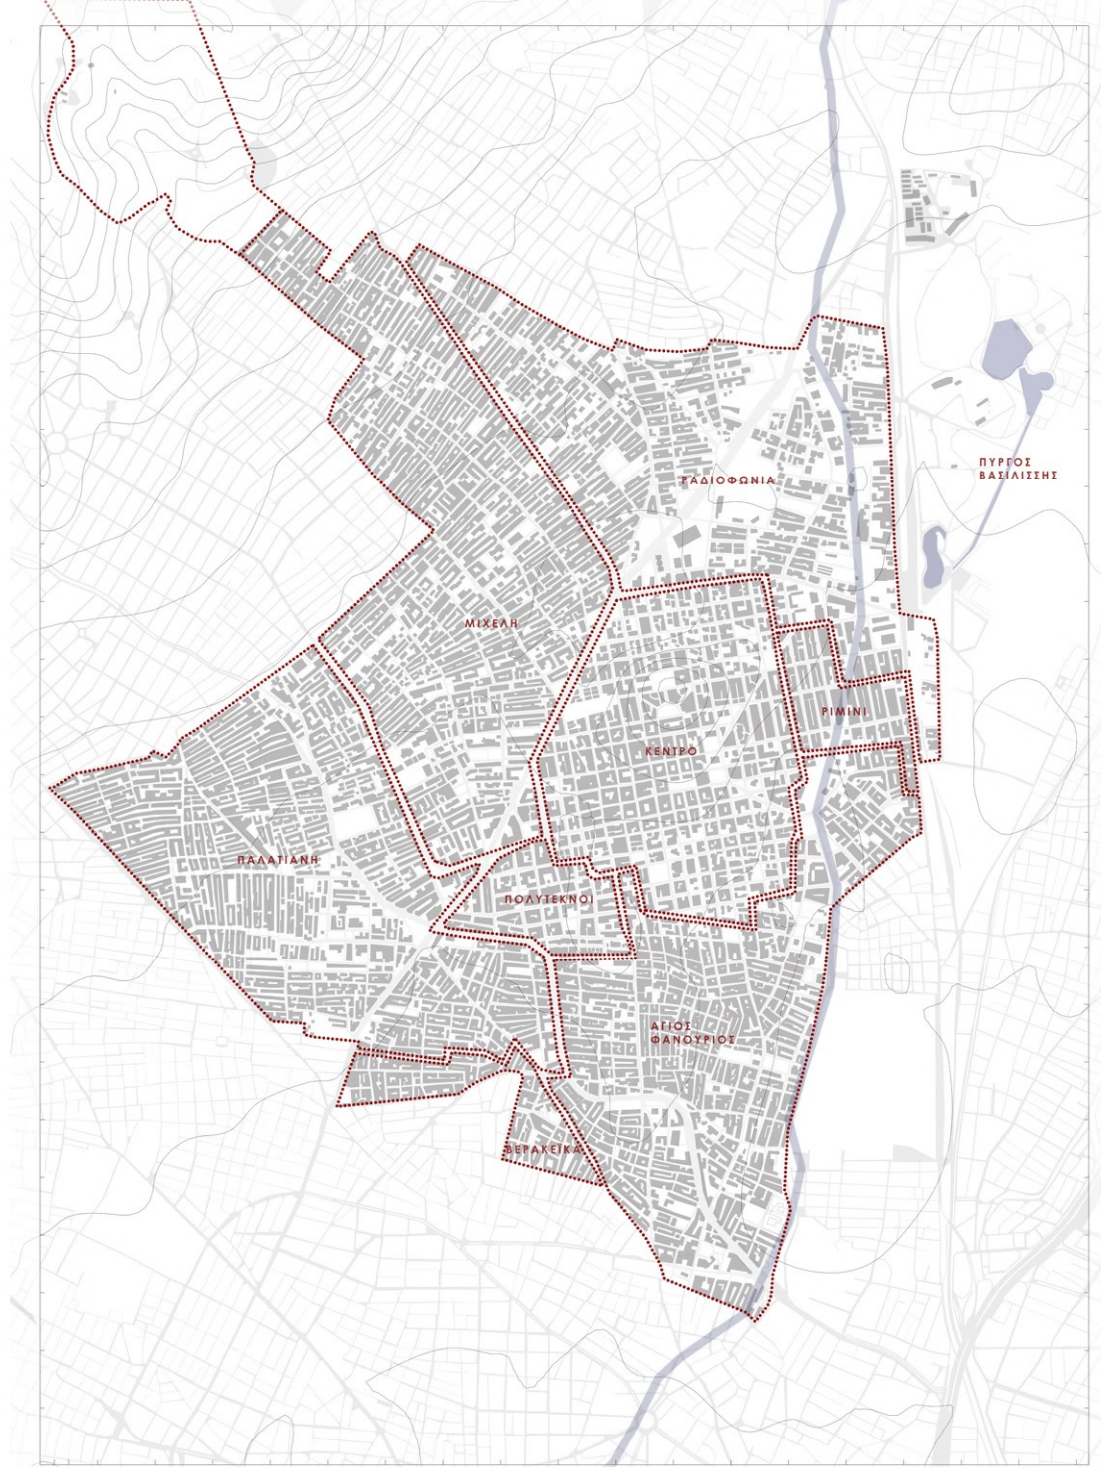 ΠΥΡΓΟΣ
ΒΑΣΙΛΙΣΣΗΣ
ΡΑΔΙΟΦΩΝΙΑ
ΜΙΧΕΛΗ
ΡΙΜΙΝΙ
ΚΕΝΤΡΟ
ΠΑΛΑΤΙΑΝΗ
ΠΟΛΥΤΕΚΝΟΙ
ΑΓΙΟΣ
ΦΑΝΟΥΡΙΟΣ
ΒΕΡΑΚΕΙΚΑ